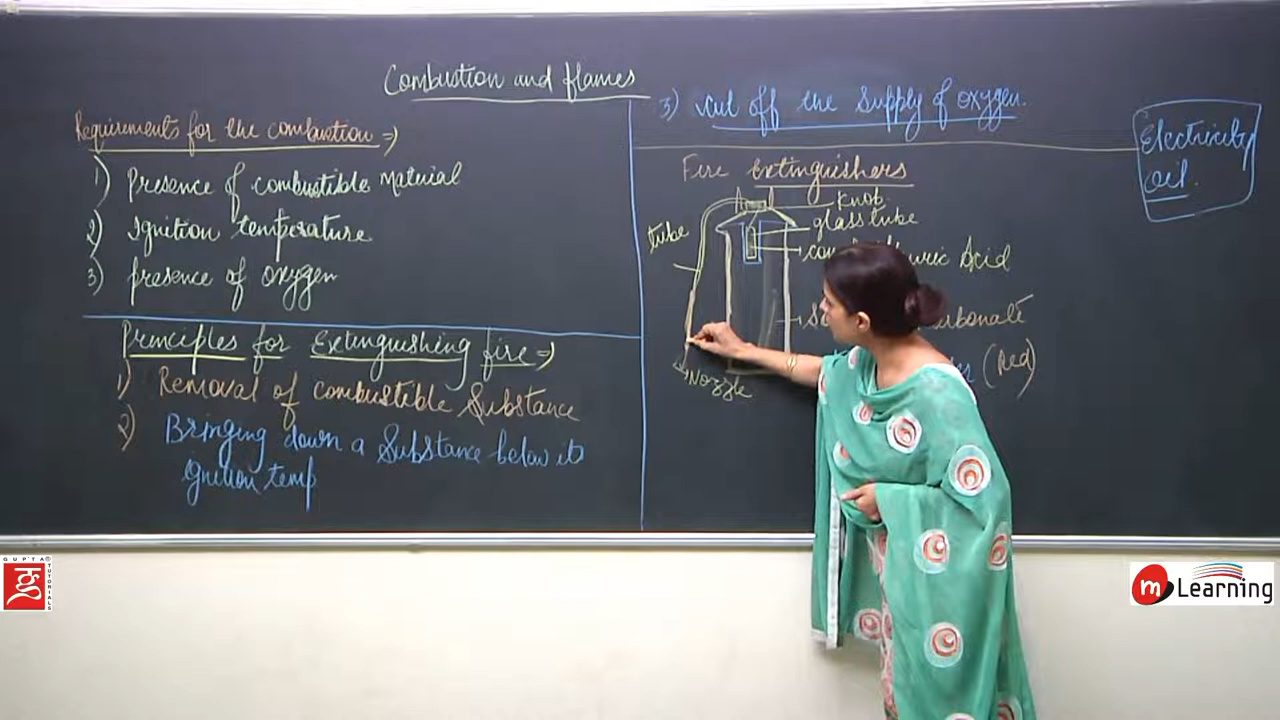 Combustion and flames
Requirements for the combustion =>
1) Presence of combustible Material
2) Ignition temperature
3) presence of oxygen
Principles for Extinguishing fire =>
1) Removal of combustible Substance
2) Bringing down a Substance below its
ignition temp
3) Cut off the Supply of oxygen.
Electricity
oil.
Fire Extinguishers
Knob
glass tube
tube
Acid
(Red)
Nozzle
GUPTA
TUTORIALS
m Learning